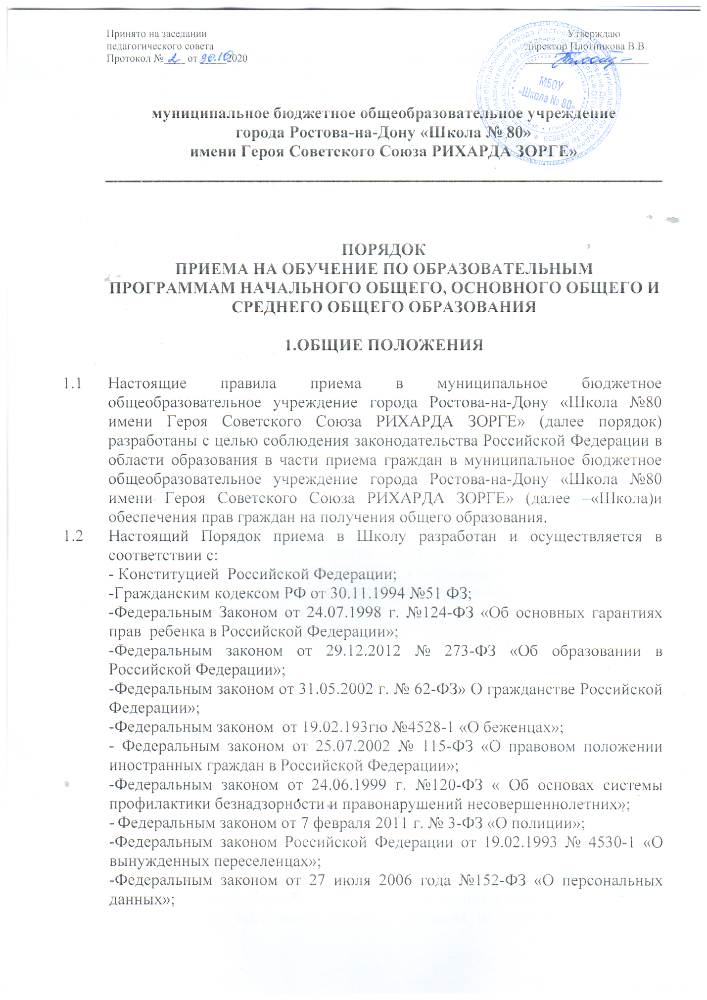 Принято на заседании
Утверждаю
педагогического совета
директор Плотникова В.В.
Протокол № 2 от 30.10 2020
МБОУ
«Школа № 80»
муниципальное бюджетное общеобразовательное учреждение
города Ростова-на-Дону «Школа № 80»
имени Героя Советского Союза РИХАРДА ЗОРГЕ»
ПОРЯДОК
ПРИЕМА НА ОБУЧЕНИЕ ПО ОБРАЗОВАТЕЛЬНЫМ
ПРОГРАММАМ НАЧАЛЬНОГО ОБЩЕГО, ОСНОВНОГО ОБЩЕГО И
СРЕДНЕГО ОБЩЕГО ОБРАЗОВАНИЯ
1.ОБЩИЕ ПОЛОЖЕНИЯ
1.1 Настоящие правила приема в муниципальное бюджетное
общеобразовательное учреждение города Ростова-на-Дону «Школа №80
имени Героя Советского Союза РИХАРДА ЗОРГЕ» (далее порядок)
разработаны с целью соблюдения законодательства Российской Федерации в
области образования в части приема граждан в муниципальное бюджетное
общеобразовательное учреждение города Ростова-на-Дону «Школа №80
имени Героя Советского Союза РИХАРДА ЗОРГЕ» (далее –«Школа)и
обеспечения прав граждан на получения общего образования.
1.2 Настоящий Порядок приема в Школу разработан и осуществляется в
соответствии с:
- Конституцией Российской Федерации;
-Гражданским кодексом РФ от 30.11.1994 №51 ФЗ;
-Федеральным Законом от 24.07.1998 г. №124-ФЗ «Об основных гарантиях
прав ребенка в Российской Федерации»;
-Федеральным законом от 29.12.2012 № 273-ФЗ «Об образовании в
Российской Федерации»;
-Федеральным законом от 31.05.2002 г. № 62-ФЗ» О гражданстве Российской
Федерации»;
-Федеральным законом от 19.02.193гю №4528-1 «О беженцах»;
- Федеральным законом от 25.07.2002 № 115-ФЗ «О правовом положении
иностранных граждан в Российской Федерации»;
-Федеральным законом от 24.06.1999 г. №120-ФЗ « Об основах системы
профилактики безнадзорности и правонарушений несовершеннолетних»;
- Федеральным законом от 7 февраля 2011 г. № 3-ФЗ «О полиции»;
-Федеральным законом Российской Федерации от 19.02.1993 № 4530-1 «О
вынужденных переселенцах»;
-Федеральным законом от 27 июля 2006 года №152-ФЗ «О персональных
данных»;